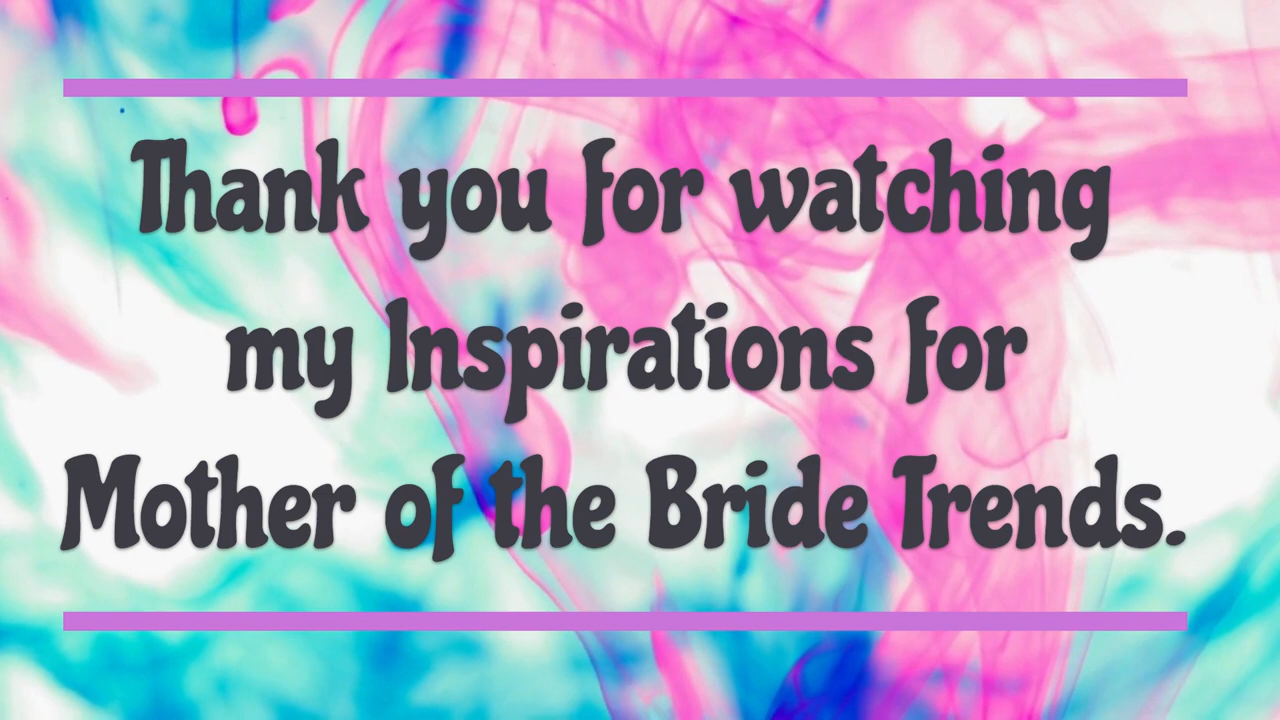 Thank you for watching
my Inspirations for
Mother of the Bride Trends.